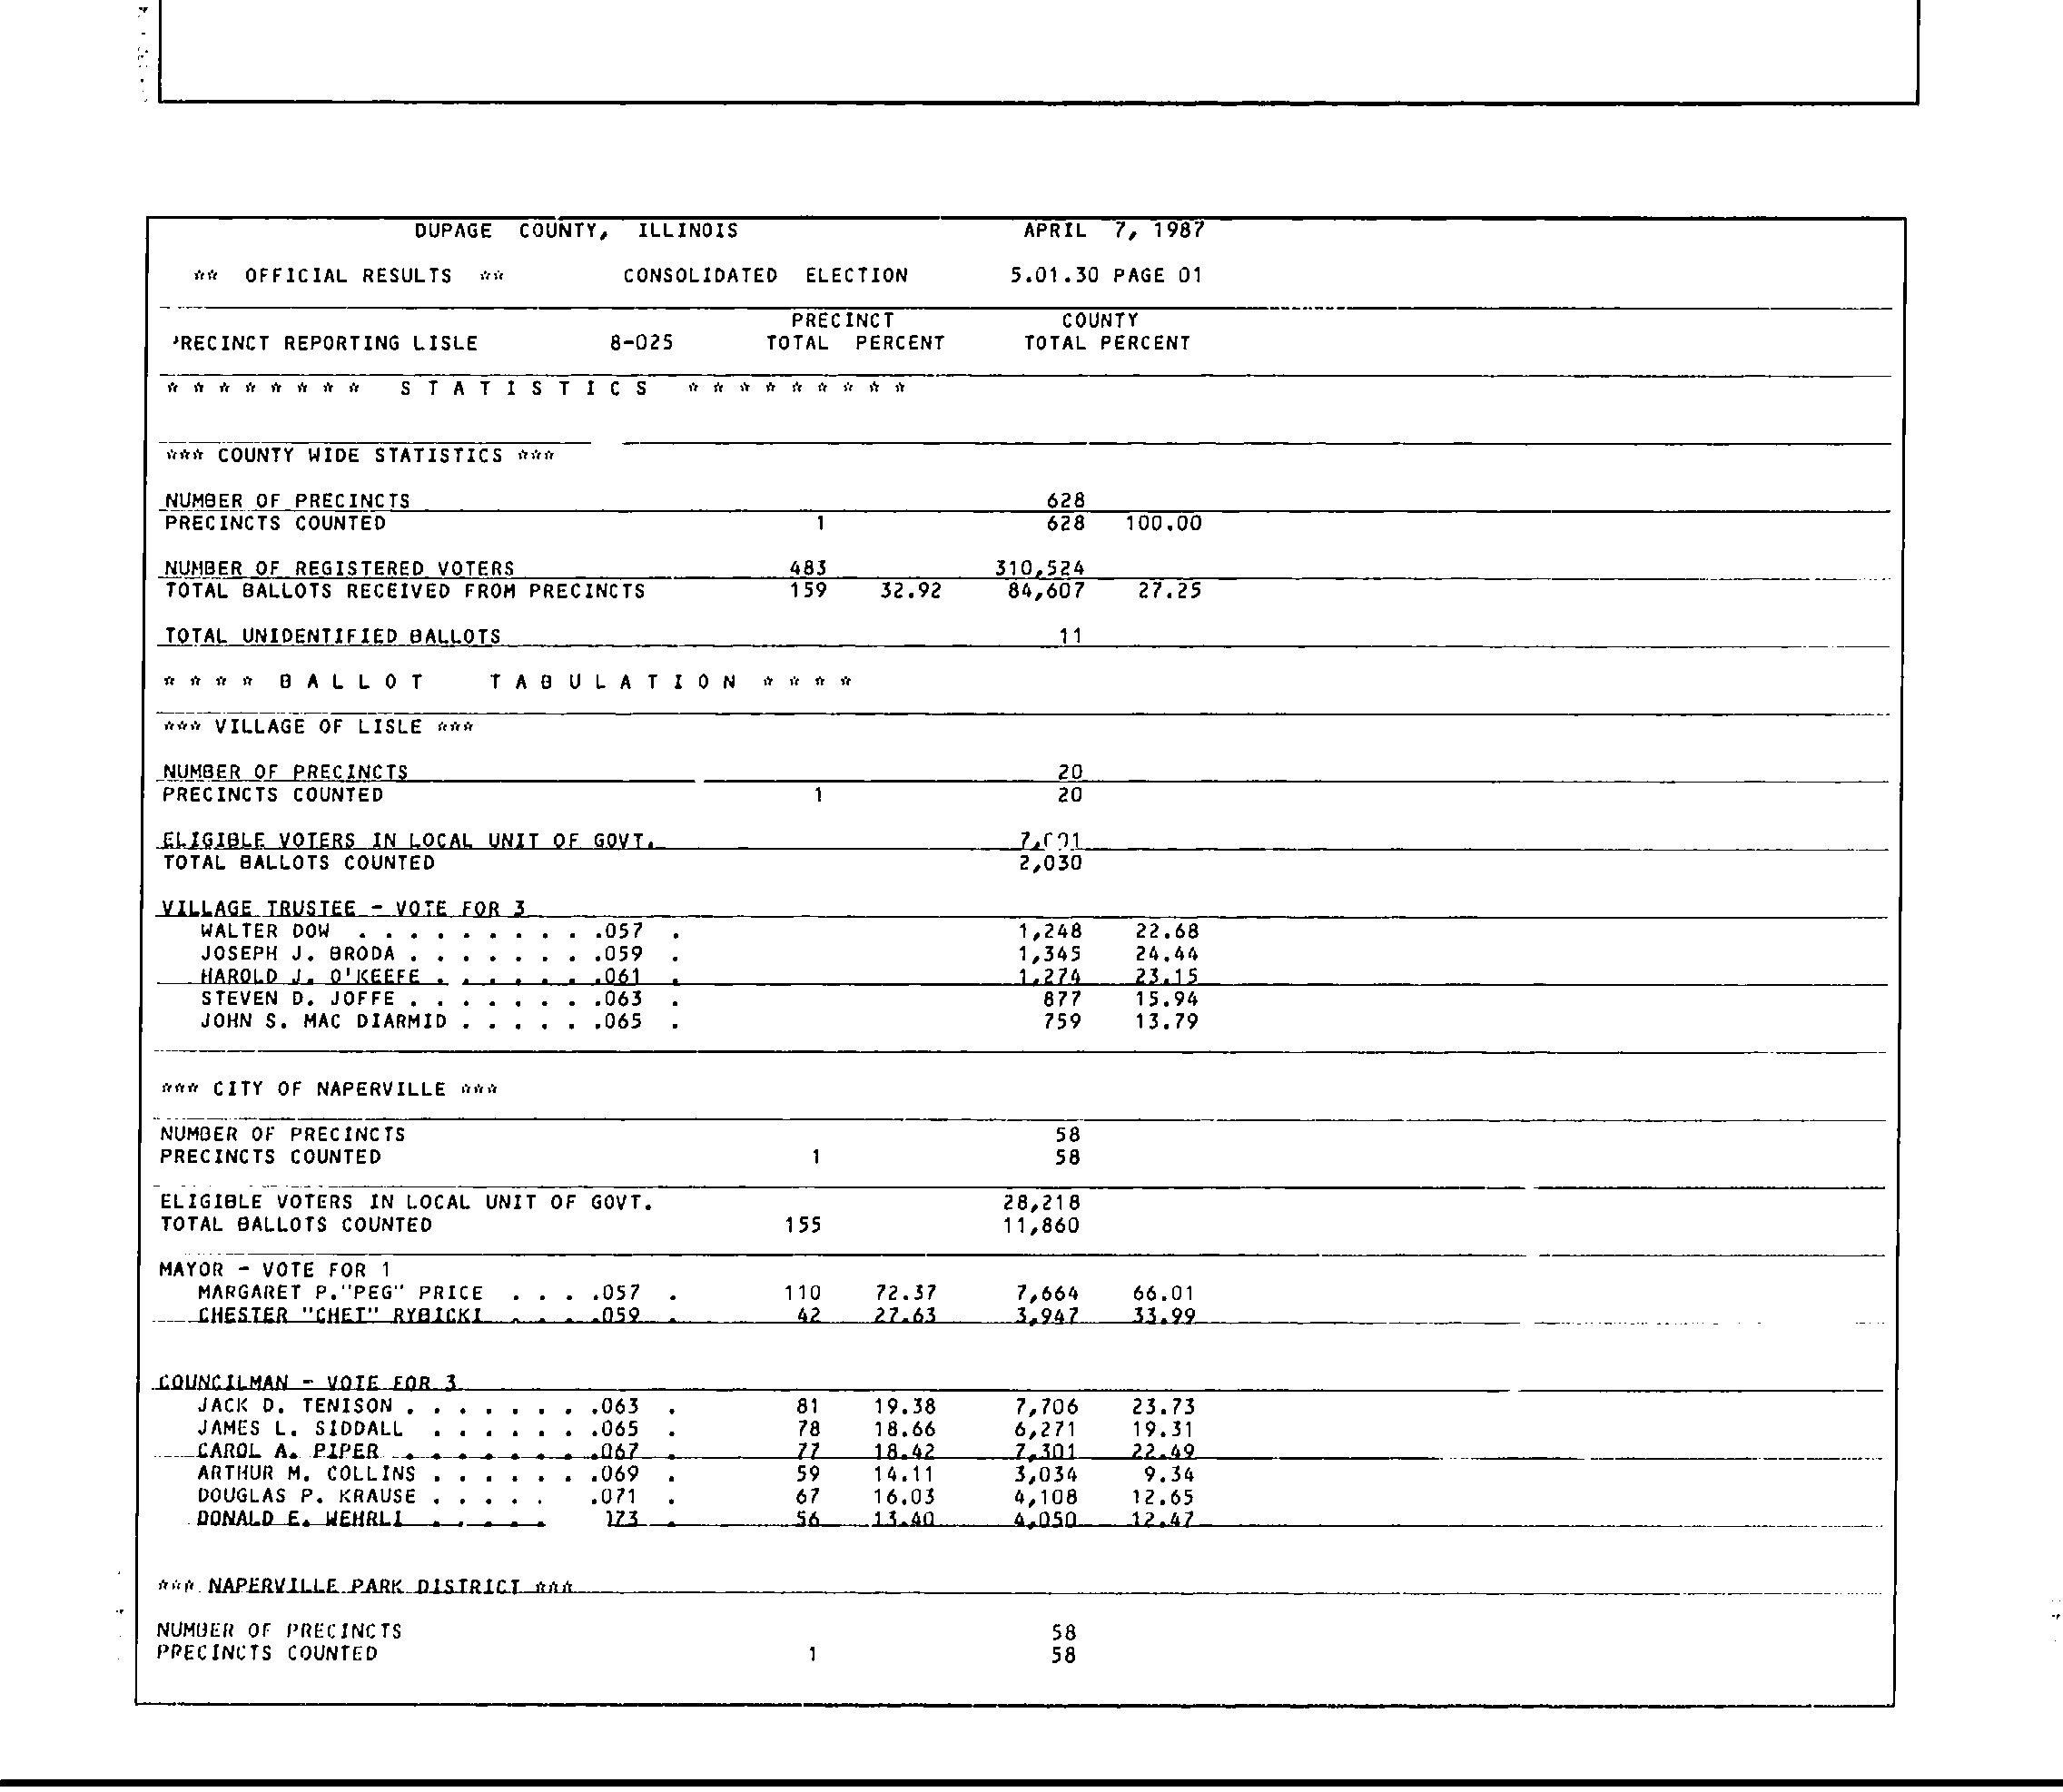 DUPAGE COUNTY, ILLINOIS APRIL 7, 1987
** OFFICIAL RESULTS ** CONSOLIDATED ELECTION 5.01.30 PAGE 01
PRECINCT COUNTY
PRECINCT REPORTING LISLE 8-025 TOTAL PERCENT TOTAL PERCENT
* * * * * * * * S T A T I S T I C S * * * * * * * * *
*** COUNTY WIDE STATISTICS ***
NUMBER OF PRECINCTS 628
PRECINCTS COUNTED 1 628 100.00
NUMBER OF REGISTERED VOTERS 483 310,524
TOTAL BALLOTS RECEIVED FROM PRECINCTS 159 32.92 84,607 27.25
TOTAL UNIDENTIFIED BALLOTS 11
* * * * B A L L O T T A B U L A T I O N * * * *
*** VILLAGE OF LISLE ***
NUMBER OF PRECINCTS 20
PRECINCTS COUNTED 1 20
ELIGIBLE VOTERS IN LOCAL UNIT OF GOVT.
TOTAL BALLOTS COUNTED 2,030
VILLAGE TRUSTEE - VOTE FOR 3
WALTER DOW . . . . . . . . . .057 . 1,248 22.68
JOSEPH J. BRODA . . . . . . . .059 . 1,345 24.44
HAROLD J. O'KEEFE . . . . . . .061 . 1,274 23.15
STEVEN D. JOFFE . . . . . . . .063 . 877 15.94
JOHN S. MAC DIARMID . . . . . .065 . 759 13.79
*** CITY OF NAPERVILLE ***
NUMBER OF PRECINCTS 58
PRECINCTS COUNTED 1 58
ELIGIBLE VOTERS IN LOCAL UNIT OF GOVT. 28,218
TOTAL BALLOTS COUNTED 155 11,860
MAYOR - VOTE FOR 1
MARGARET P."PEG" PRICE . . . .057 . 110 72.37 7,664 66.01
CHESTER "CHET" RYBICKI . . . .059 . 42 27.63 3,947 33.99
COUNCILMAN - VOTE FOR 3
JACK D. TENISON . . . . . . . .063 . 81 19.38 7,706 23.73
JAMES L. SIDDALL . . . . . . .065 . 78 18.66 6,271 19.31
CAROL A. PIPER . . . . . . . .067 . 77 18.42 7,301 22.49
ARTHUR M. COLLINS . . . . . . .069 . 59 14.11 3,034 9.34
DOUGLAS P. KRAUSE . . . . . .071 . 67 16.03 4,108 12.65
DONALD E. WEHRLI . . . . . . 56 13.40 4,050 12.47
*** NAPERVILLE PARK DISTRICT ***
NUMBER OF PRECINCTS 58
PRECINCTS COUNTED 1 58